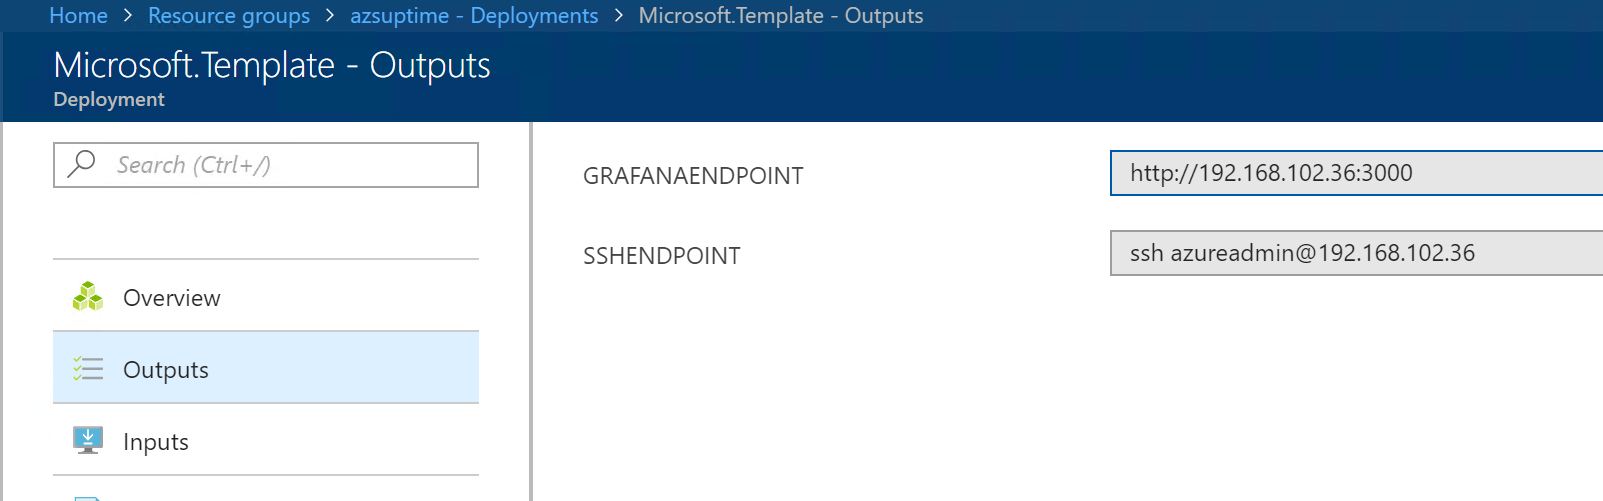 Home > Resource groups > azsuptime - Deployments > Microsoft.Template - Outputs
Microsoft.Template - Outputs
Deployment
Search (Ctrl+/)
Overview
Outputs
Inputs
GRAFANAENDPOINT
http://192.168.102.36:3000
SSHENDPOINT
ssh azureadmin@192.168.102.36